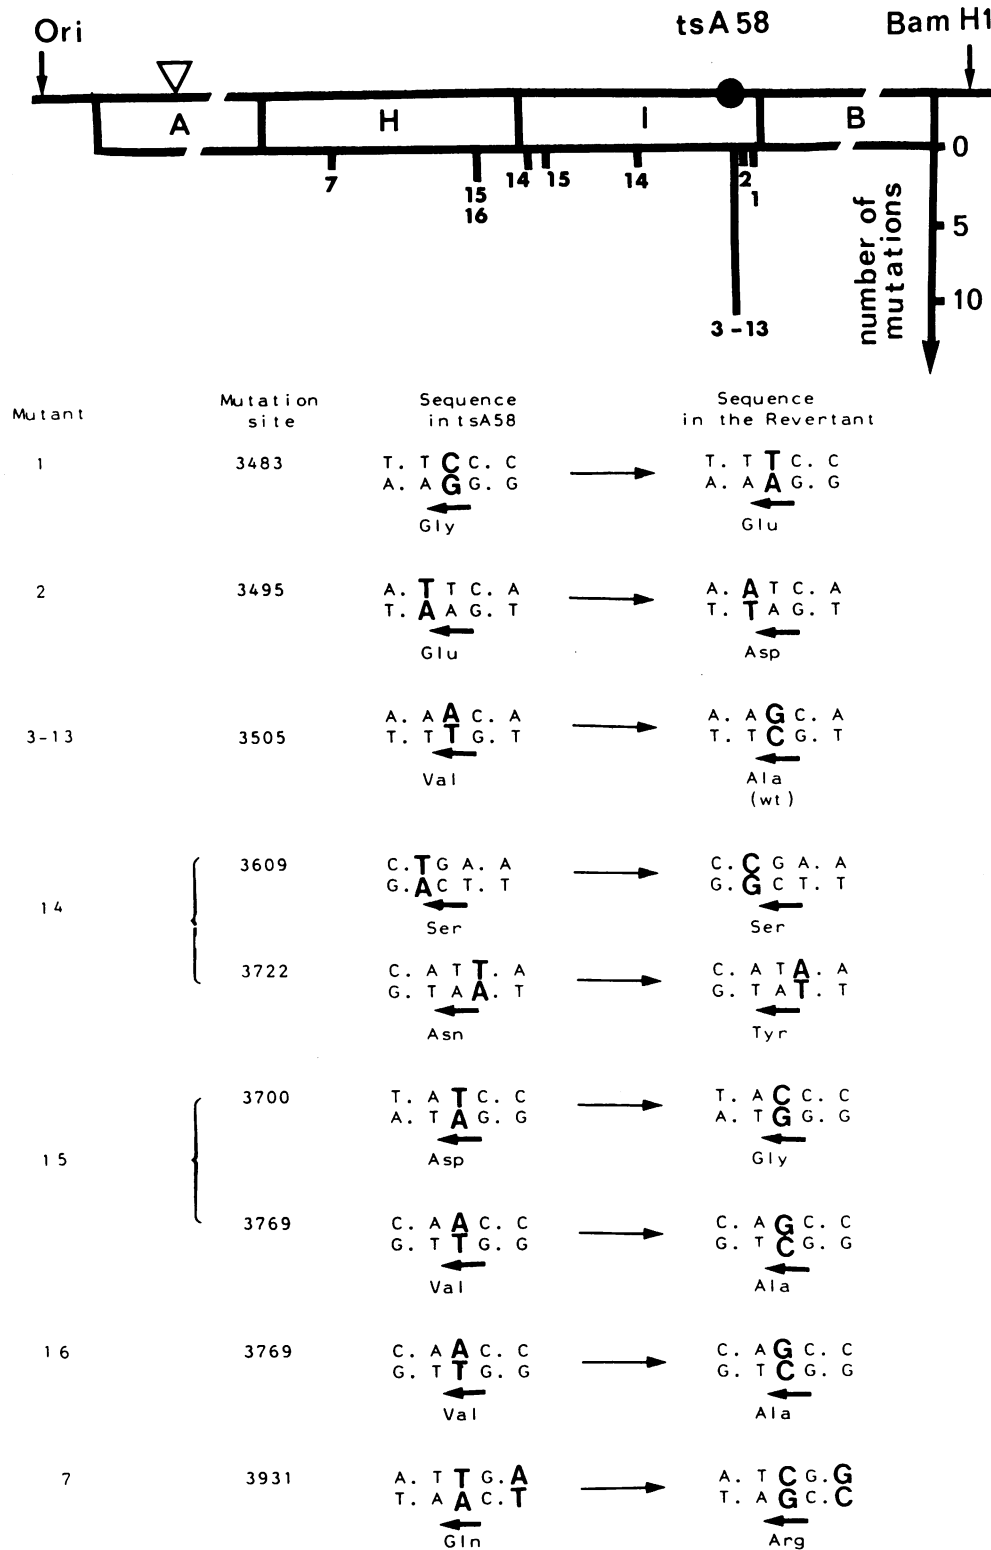 Ori
tsA 58
Bam H1
A
H
I
B
0
7
15
16
14
15
14
2
1
3-13
5
10
number of
mutations
Mutant
Mutation
site
Sequence
in tsA58
Sequence
in the Revertant
1 3483 T. T C C. C T. T T C. C
A. A G G. G A. A A G. G
Gly Glu
2 3495 A. T T C. A A. A T C. A
T. A A G. T T. T A G. T
Glu Asp
3-13 3505 A. A A C. A A. A G C. A
T. T T G. T T. T C G. T
Val Ala
(wt)
14
3609 C. T G A. A C. C G A. A
G. A C T. T G. G C T. T
Ser Ser
3722 C. A T T. A C. A T A. A
G. T A A. T G. T A T. T
Asn Tyr
15
3700 T. A T C. C T. A C C. C
A. T A G. G A. T G G. G
Asp Gly
3769 C. A A C. C C. A G C. C
G. T T G. G G. T C G. G
Val Ala
16 3769 C. A A C. C C. A G C. C
G. T T G. G G. T C G. G
Val Ala
7 3931 A. T T G. A A. T C G. G
T. A A C. T T. A G C. C
Gln Arg